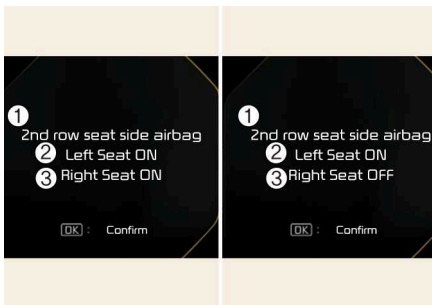 ①
2nd row seat side airbag
② Left Seat ON
③ Right Seat ON
OK : Confirm
①
2nd row seat side airbag
② Left Seat ON
③ Right Seat OFF
OK : Confirm